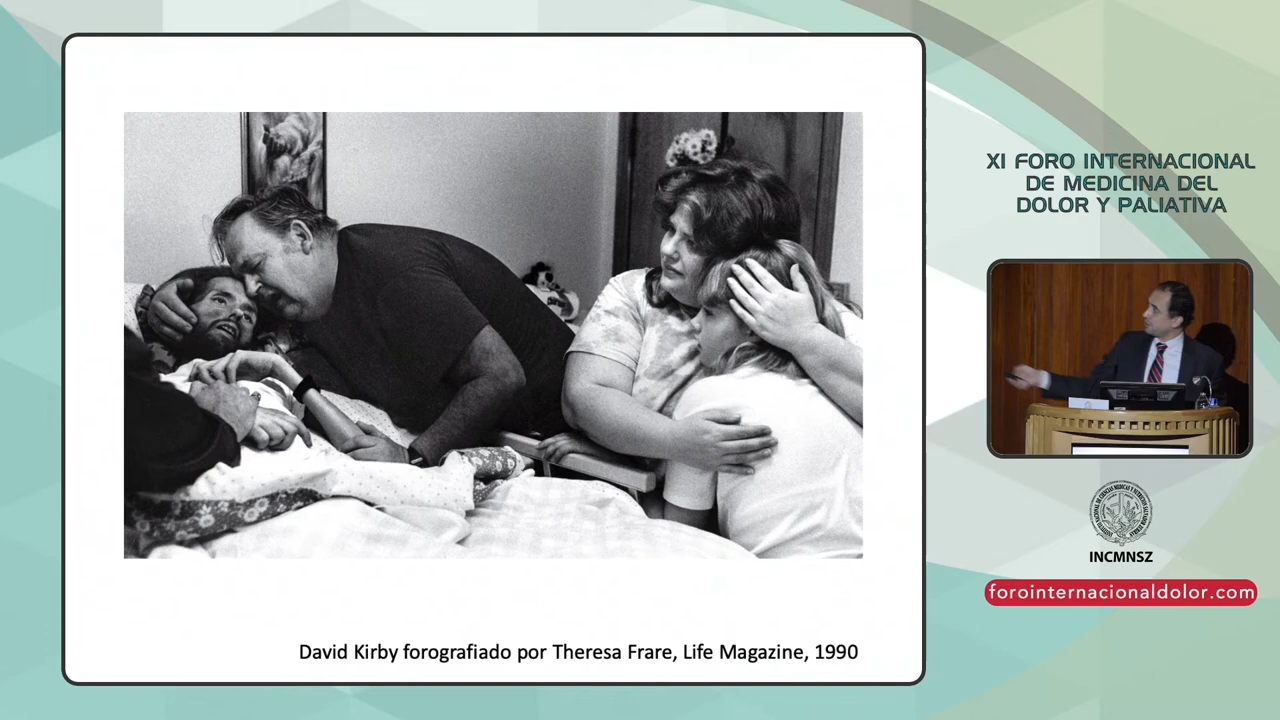 XI FORO INTERNACIONAL
DE MEDICINA DEL
DOLOR Y PALIATIVA
INCMNSZ
forointernacionaldolor.com
David Kirby forografiado por Theresa Frare, Life Magazine, 1990